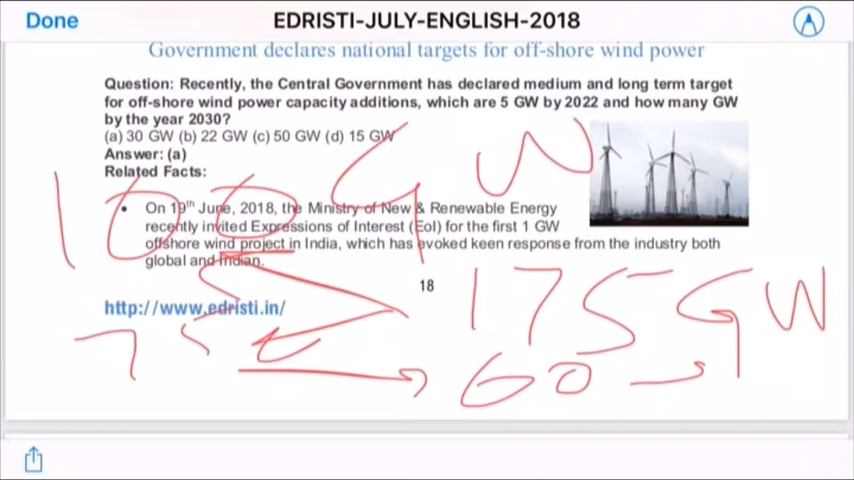 Done
EDRISTI-JULY-ENGLISH-2018
Government declares national targets for off-shore wind power
Question: Recently, the Central Government has declared medium and long term target
for off-shore wind power capacity additions, which are 5 GW by 2022 and how many GW
by the year 2030?
(a) 30 GW (b) 22 GW (c) 50 GW (d) 15 GW
Answer: (a)
Related Facts:
100 GW
• On 19th June, 2018, the Ministry of New & Renewable Energy
recently invited Expressions of Interest (EoI) for the first 1 GW
offshore wind project in India, which has evoked keen response from the industry both
global and Indian.
18
http://www.edristi.in/
175 GW
75
60